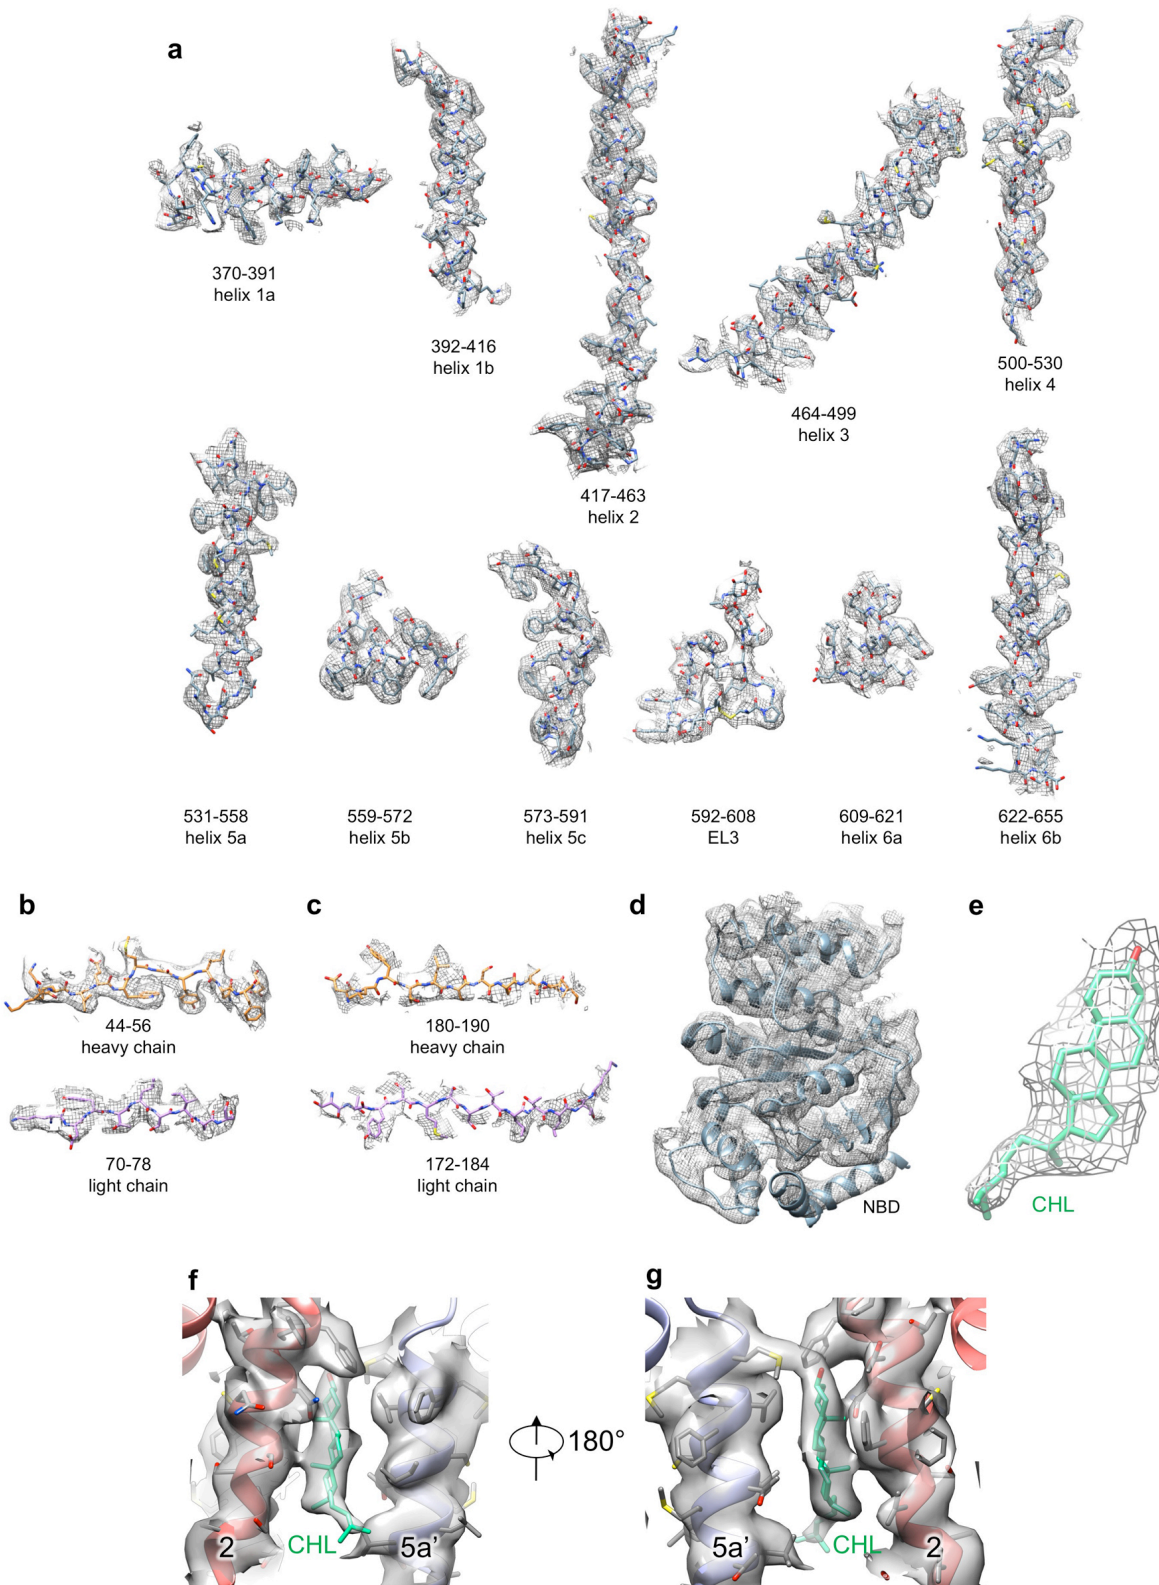 a
370-391
helix 1a
392-416
helix 1b
417-463
helix 2
464-499
helix 3
500-530
helix 4
531-558
helix 5a
559-572
helix 5b
573-591
helix 5c
592-608
EL3
609-621
helix 6a
622-655
helix 6b
b
44-56
heavy chain
70-78
light chain
c
180-190
heavy chain
172-184
light chain
d
NBD
e
CHL
f
2
CHL
5a’
180°
g
5a’
CHL
2